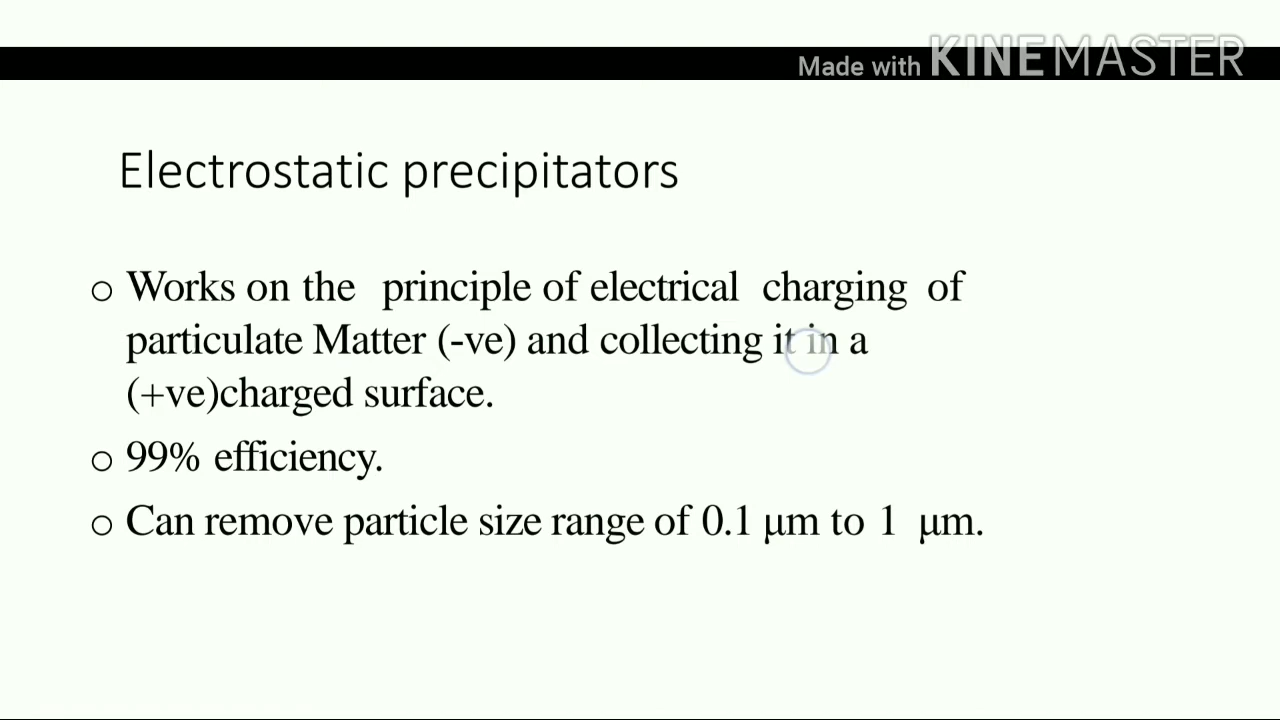 Made with KINEMASTER
Electrostatic precipitators
o Works on the principle of electrical charging of
particulate Matter (-ve) and collecting it in a
(+ve)charged surface.
o 99% efficiency.
o Can remove particle size range of 0.1 μm to 1 μm.